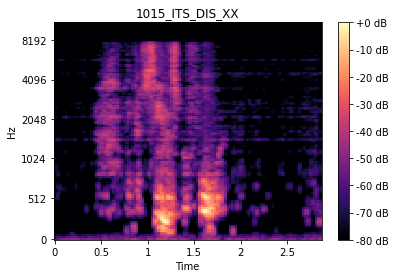 1015_ITS_DIS_XX
8192
4096
2048
1024
512
0
Hz
0 0.5 1 1.5 2 2.5
Time
+0 dB
-10 dB
-20 dB
-30 dB
-40 dB
-50 dB
-60 dB
-70 dB
-80 dB